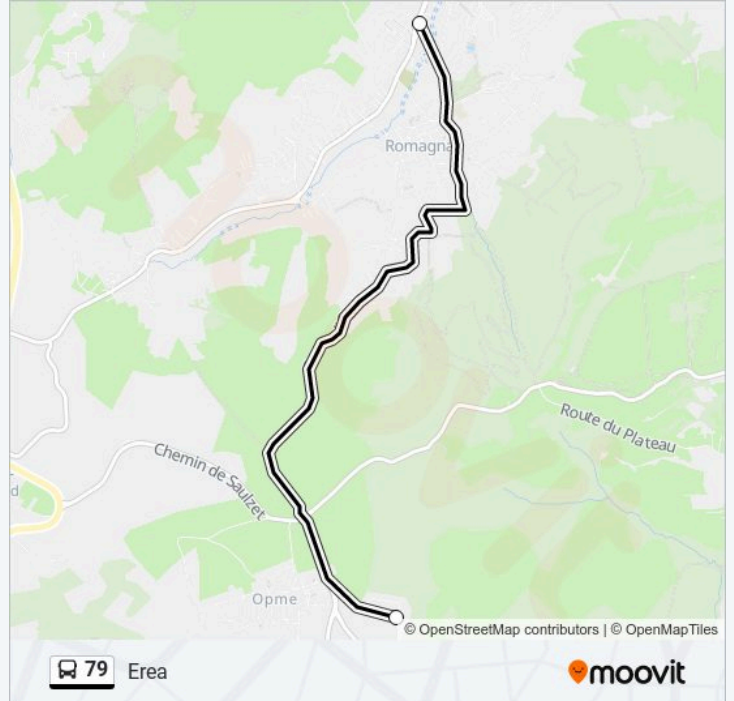 Romagna
Route du Plateau
Chemin de Saulzet
d
Opme
© OpenStreetMap contributors | © OpenMapTiles
79 Erea
moovit